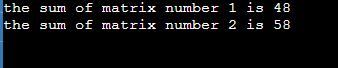 the sum of matrix number 1 is 48
the sum of matrix number 2 is 58